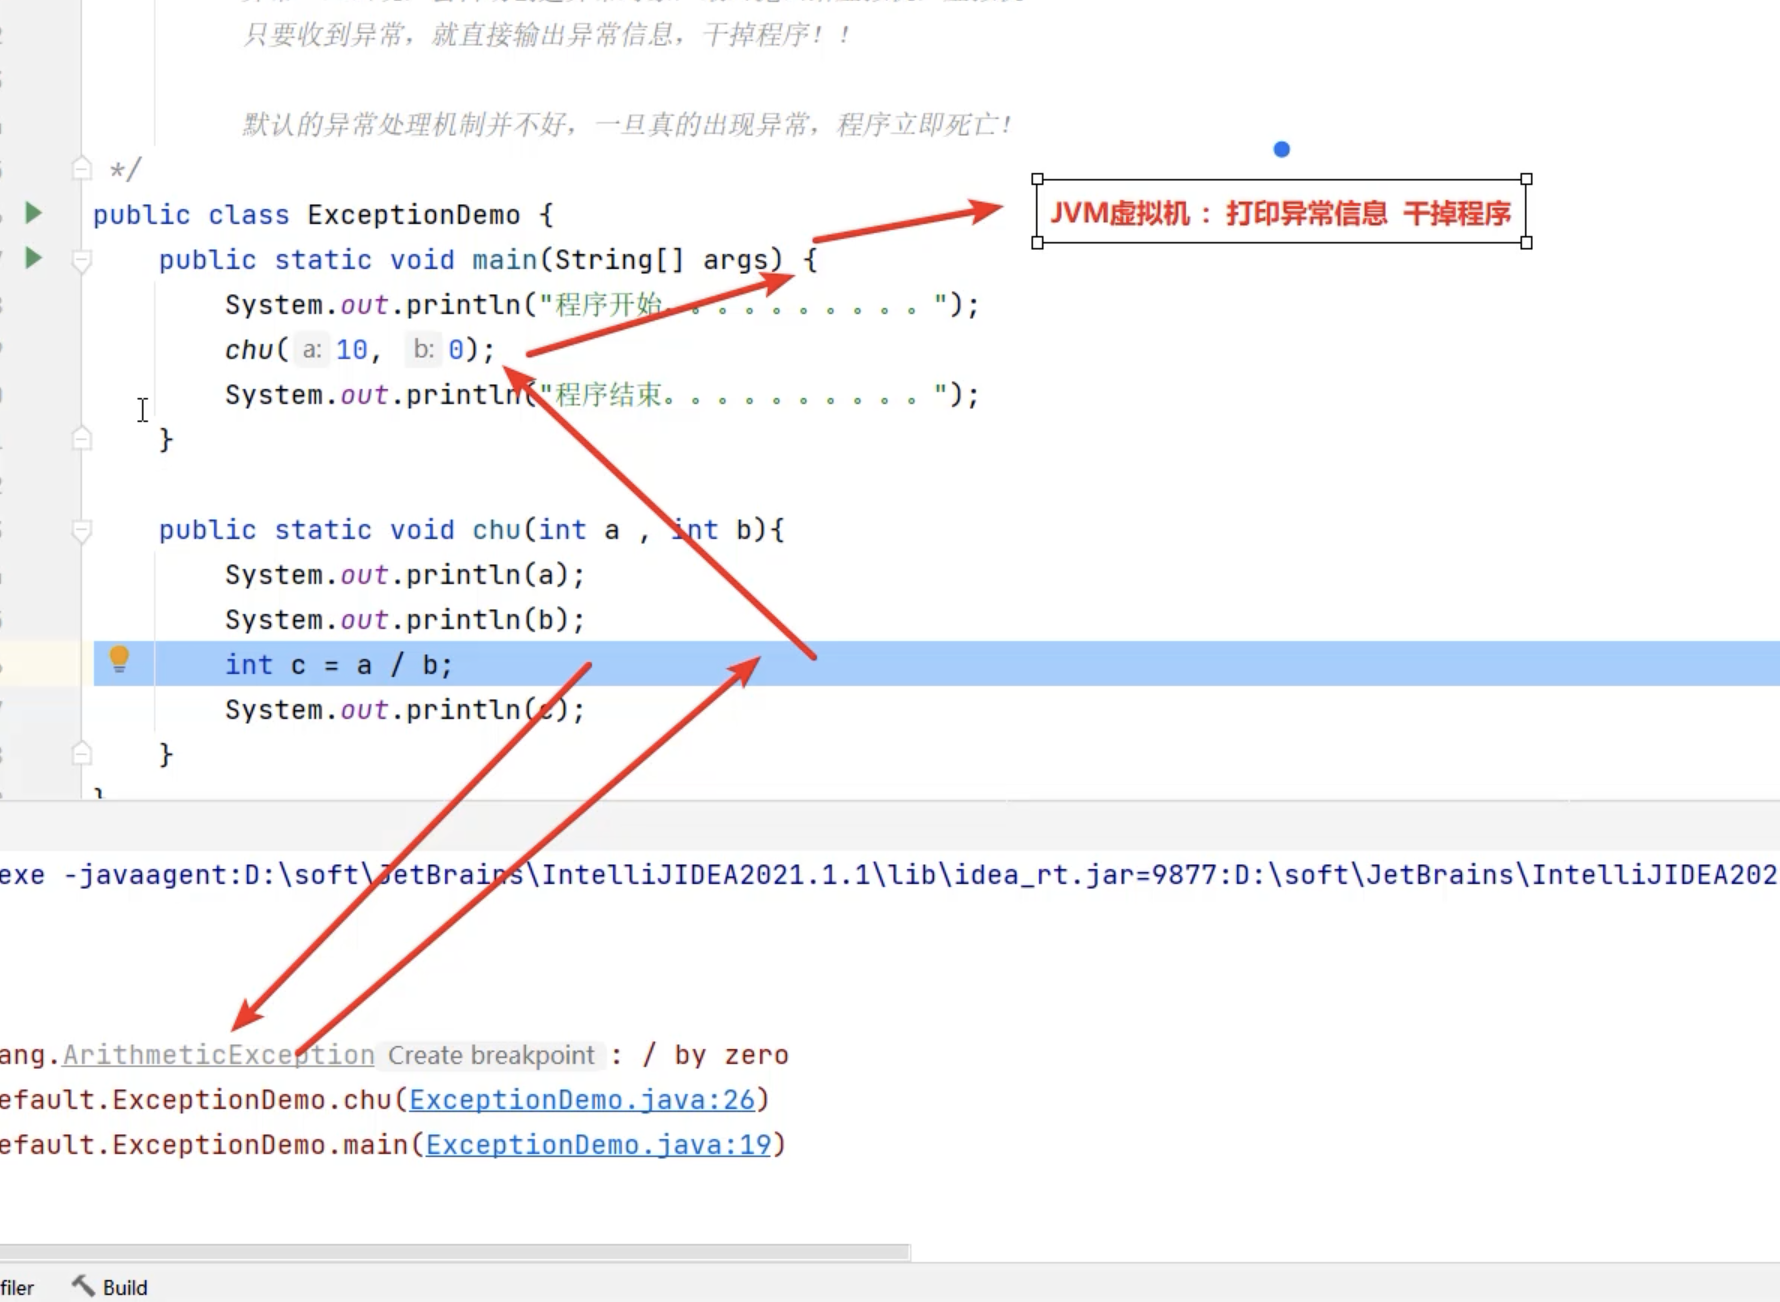 只要收到异常，就直接输出异常信息，干掉程序！！
默认的异常处理机制并不好，一旦真的出现异常，程序立即死亡！
*/
public class ExceptionDemo {
JVM虚拟机 ：打印异常信息 干掉程序
public static void main(String[] args) {
System.out.println("程序开始。。。。。。。。。。");
chu( a: 10, b: 0);
System.out.println("程序结束。。。。。。。。。。");
}
public static void chu(int a , int b){
System.out.println(a);
System.out.println(b);
int c = a / b;
System.out.println(c);
}
}
exe -javaagent:D:\soft\JetBrains\IntelliJIDEA2021.1.1\lib\idea_rt.jar=9877:D:\soft\JetBrains\IntelliJIDEA202
ang.ArithmeticException Create breakpoint : / by zero
efault.ExceptionDemo.chu(ExceptionDemo.java:26)
efault.ExceptionDemo.main(ExceptionDemo.java:19)
filer Build